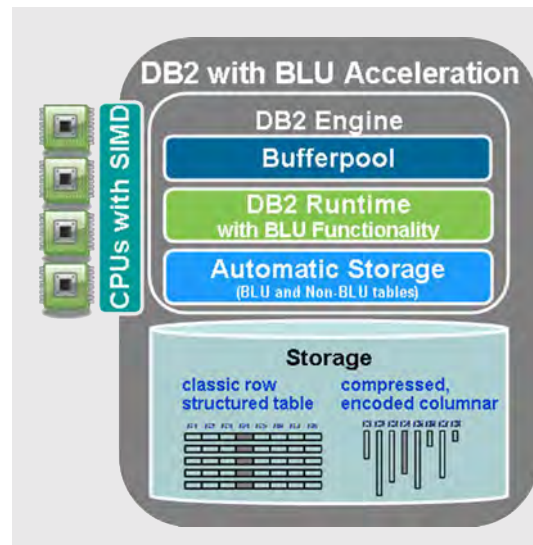 DB2 with BLU Acceleration
CPUs with SIMD
DB2 Engine
Bufferpool
DB2 Runtime
with BLU Functionality
Automatic Storage
(BLU and Non-BLU tables)
Storage
classic row
structured table
compressed,
encoded columnar